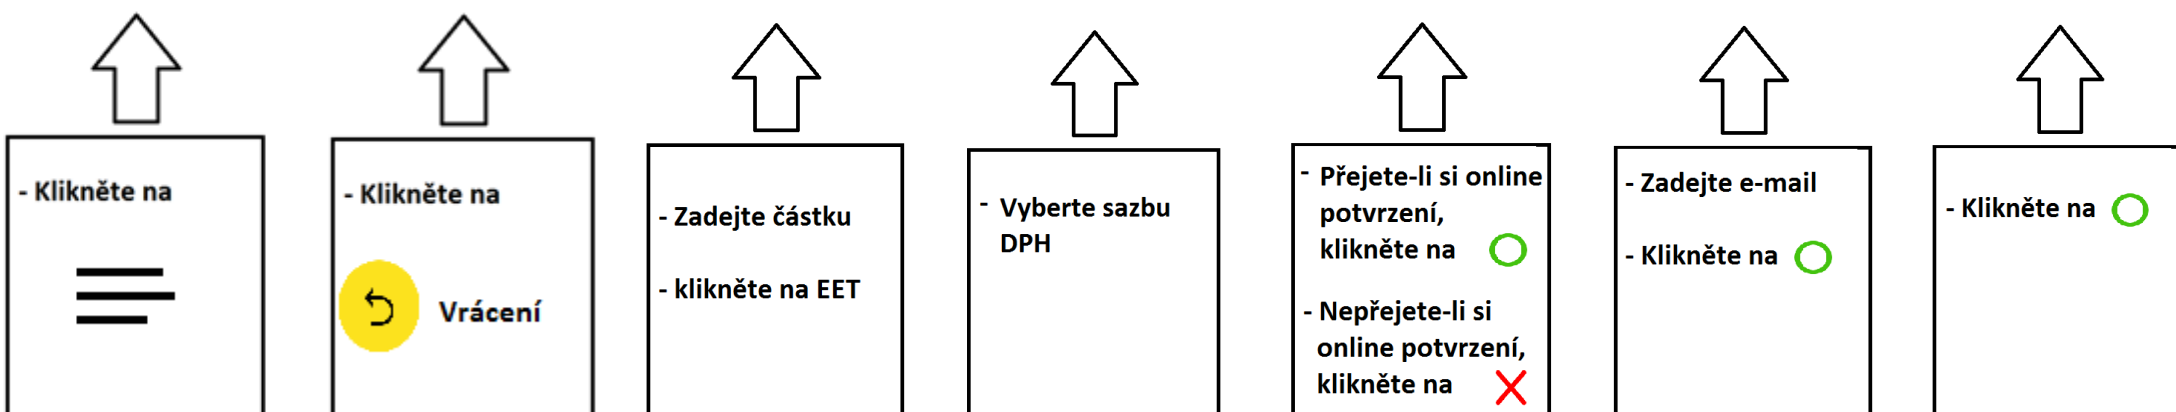 - Klikněte na
- Klikněte na
Vrácení
- Zadejte částku
- klikněte na EET
- Vyberte sazbu
DPH
- Přejete-li si online
potvrzení,
klikněte na
- Nepřejete-li si
online potvrzení,
klikněte na
- Zadejte e-mail
- Klikněte na
- Klikněte na